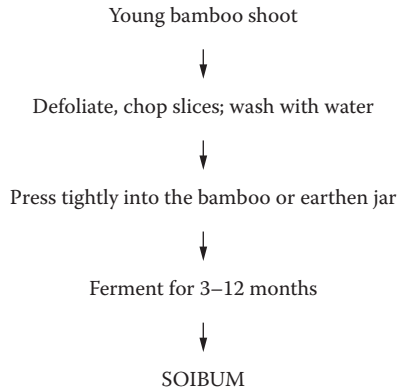 Young bamboo shoot
Defoliate, chop slices; wash with water
Press tightly into the bamboo or earthen jar
Ferment for 3–12 months
SOIBUM